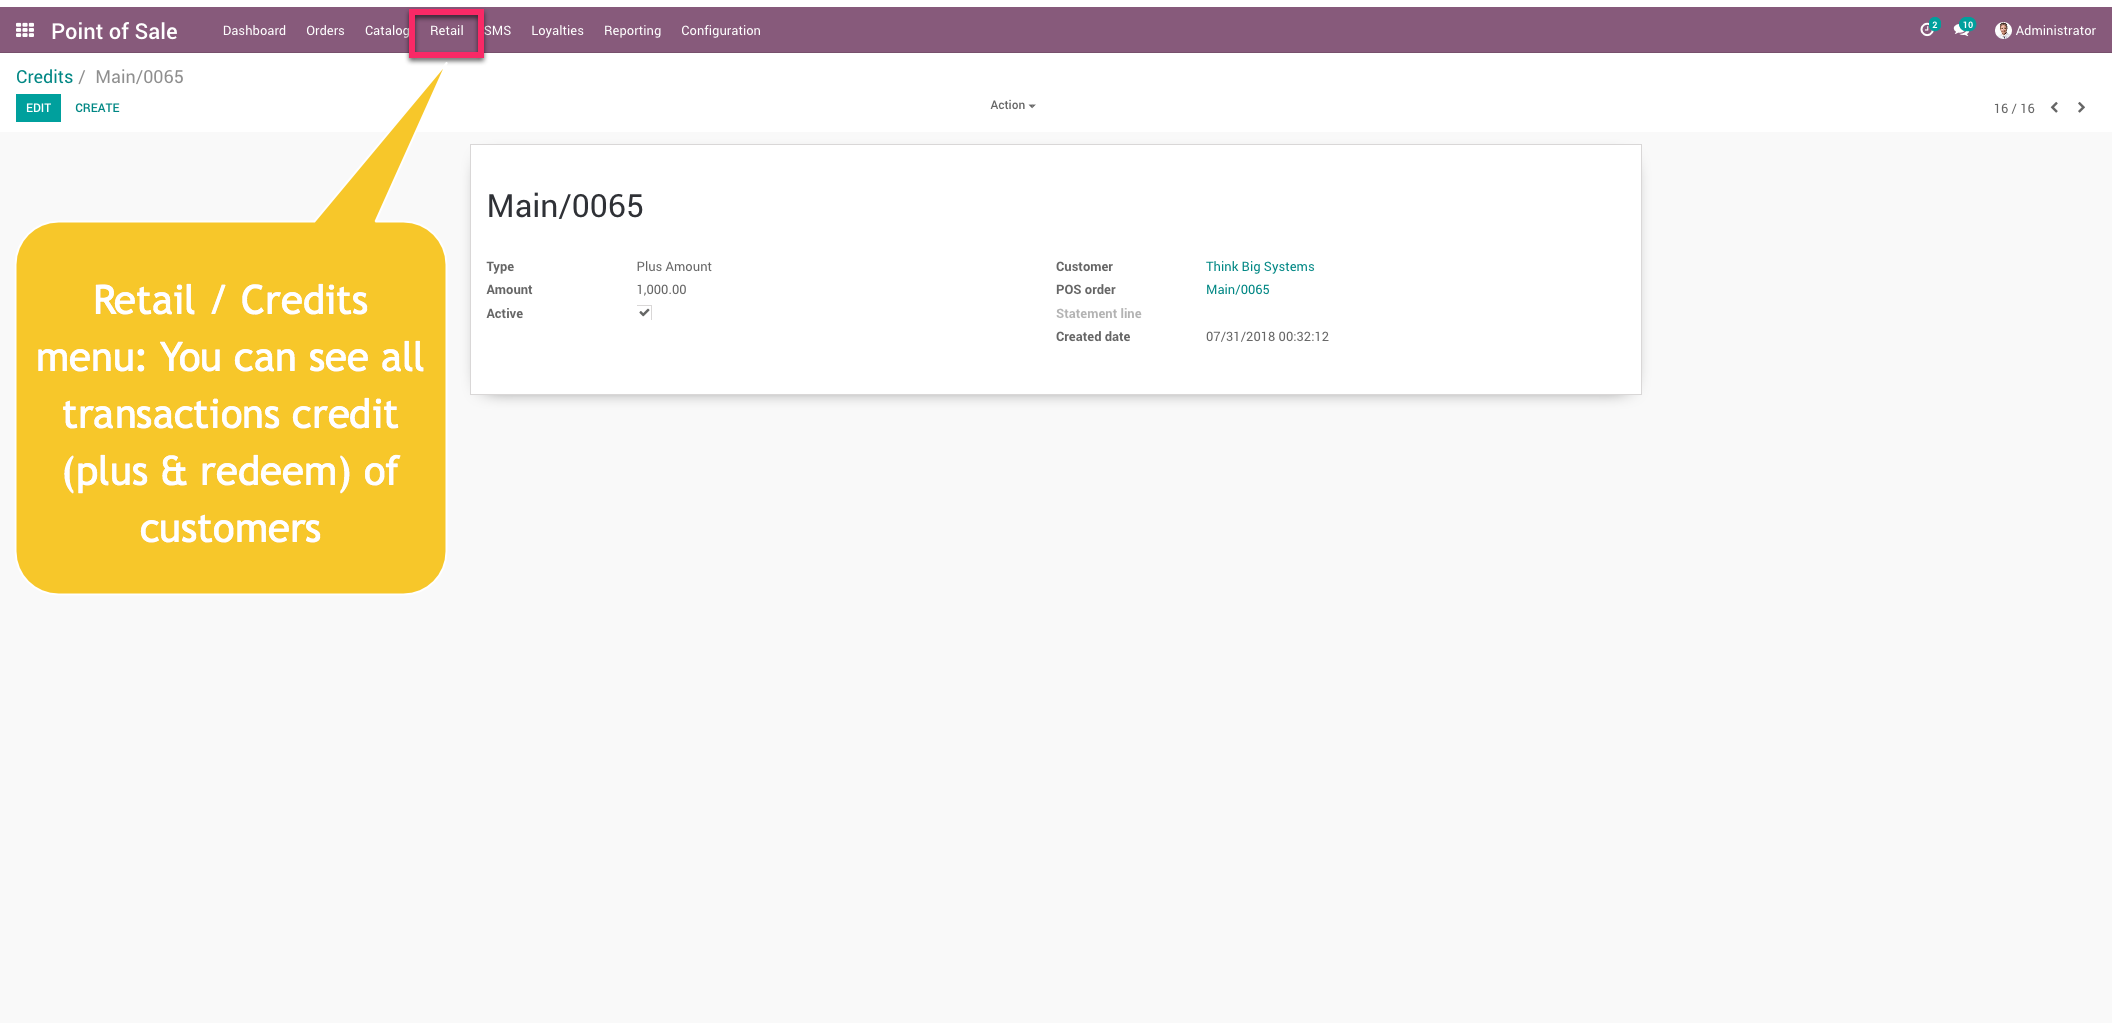 Point of Sale Dashboard Orders Catalog Retail SMS Loyalties Reporting Configuration 2 10 Administrator
Credits / Main/0065
EDIT CREATE Action 16 / 16
Main/0065
Type Plus Amount Customer Think Big Systems
Amount 1,000.00 POS order Main/0065
Active Statement line
Created date 07/31/2018 00:32:12
Retail / Credits
menu: You can see all
transactions credit
(plus & redeem) of
customers